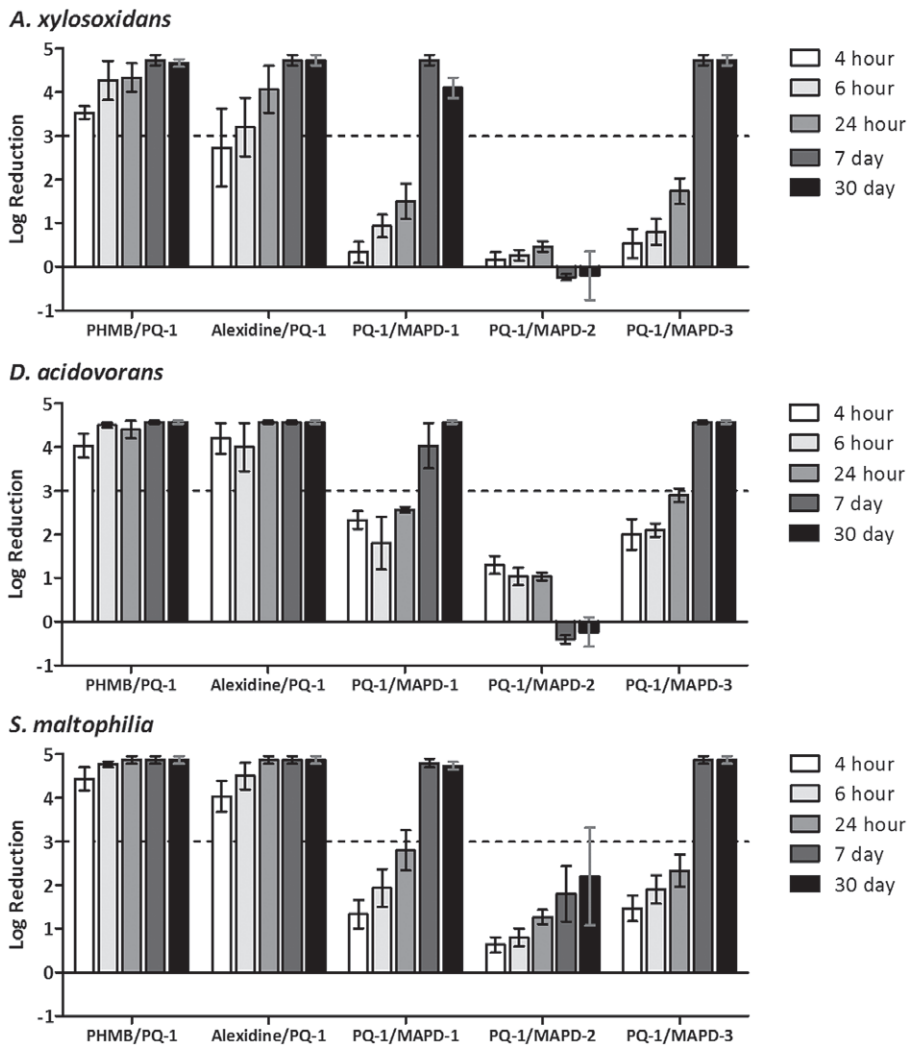 A. xylosoxidans
Log Reduction
5
4
3
2
1
0
-1
PHMB/PQ-1 Alexidine/PQ-1 PQ-1/MAPD-1 PQ-1/MAPD-2 PQ-1/MAPD-3
4 hour
6 hour
24 hour
7 day
30 day
D. acidovorans
Log Reduction
5
4
3
2
1
0
-1
PHMB/PQ-1 Alexidine/PQ-1 PQ-1/MAPD-1 PQ-1/MAPD-2 PQ-1/MAPD-3
4 hour
6 hour
24 hour
7 day
30 day
S. maltophilia
Log Reduction
5
4
3
2
1
0
-1
PHMB/PQ-1 Alexidine/PQ-1 PQ-1/MAPD-1 PQ-1/MAPD-2 PQ-1/MAPD-3
4 hour
6 hour
24 hour
7 day
30 day